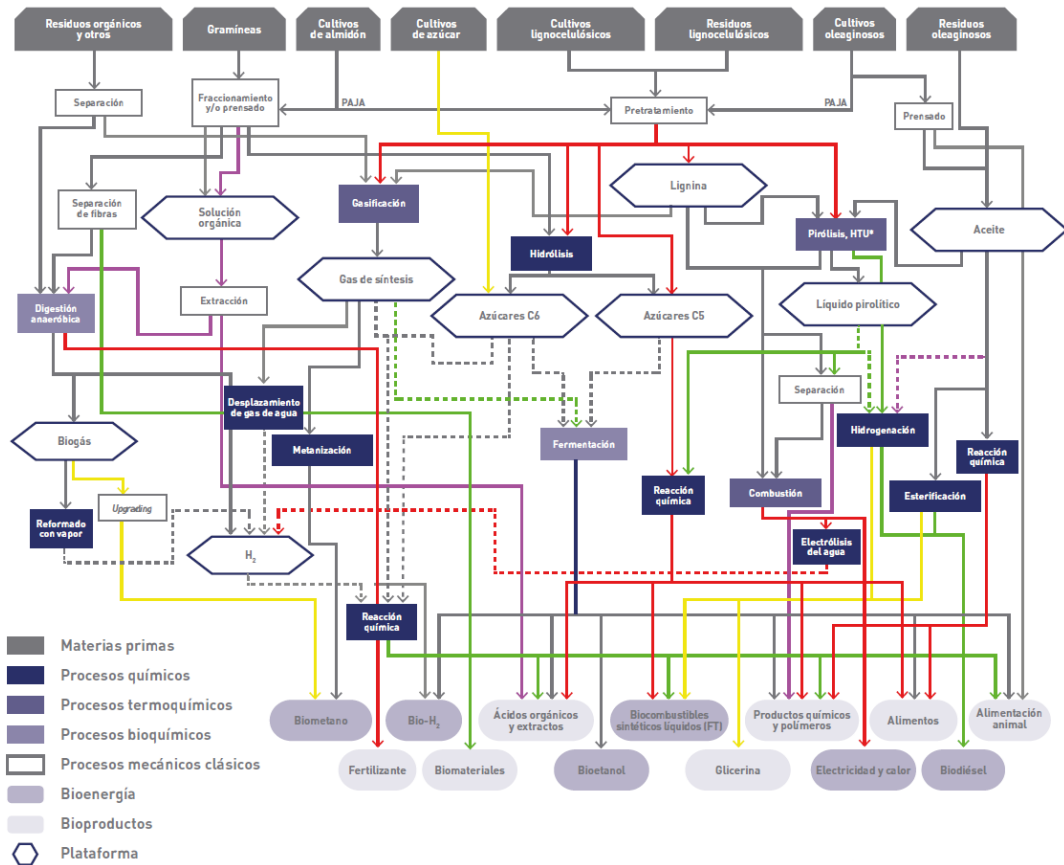 Residuos orgánicos
y otros
Gramíneas
Cultivos
de almidón
Cultivos
de azúcar
Cultivos
lignocelulósicos
Residuos
lignocelulósicos
Cultivos
oleaginosos
Residuos
oleaginosos
Separación
Fraccionamiento
y/o prensado
PAJA
Pretratamiento
PAJA
Prensado
Separación
de fibras
Solución
orgánica
Gasificación
Lignina
Pirólisis, HTU*
Aceite
Hidrólisis
Gas de síntesis
Digestión
anaeróbica
Extracción
Azúcares C6
Azúcares C5
Líquido pirolítico
Desplazamiento
de gas de agua
Separación
Biogás
Metanización
Fermentación
Hidrogenación
Reacción
química
Upgrading
Reacción
química
Combustión
Esterificación
Reformado
con vapor
H2
Electrólisis
del agua
Reacción
química
Materias primas
Procesos químicos
Procesos termoquímicos
Procesos bioquímicos
Procesos mecánicos clásicos
Bioenergía
Bioproductos
Plataforma
Biometano
Bio-H2
Ácidos orgánicos
y extractos
Biocombustibles
sintéticos líquidos (FT)
Productos químicos
y polímeros
Alimentos
Alimentación
animal
Fertilizante
Biomateriales
Bioetanol
Glicerina
Electricidad y calor
Biodiésel